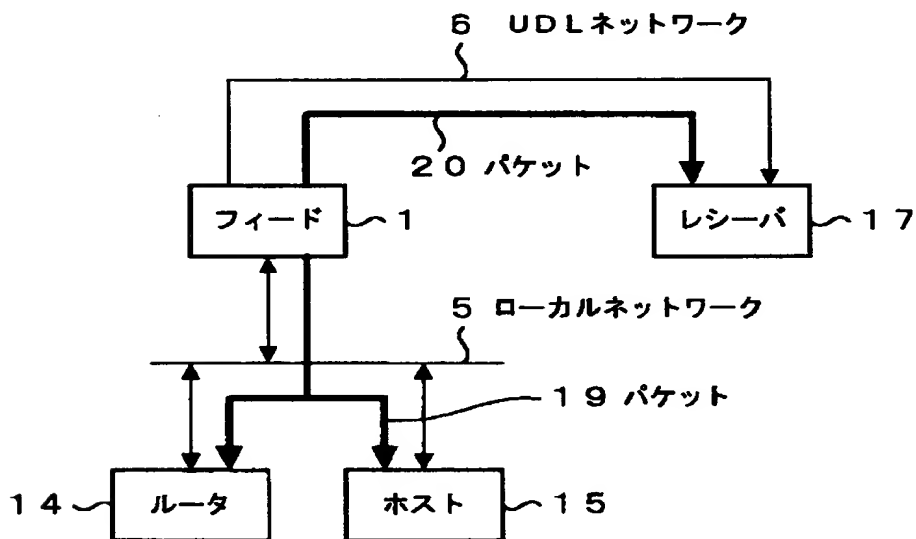 6 UDLネットワーク
20 パケット
フィード 1
レシーバ 17
5 ローカルネットワーク
19 パケット
14 ルータ
ホスト 15